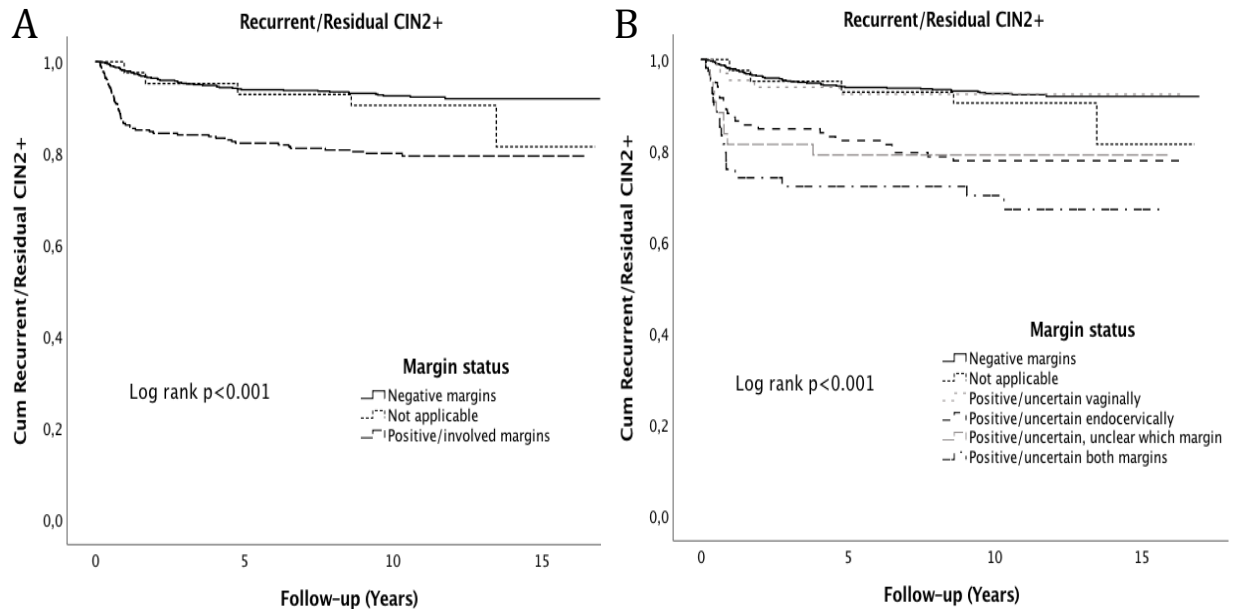 A
Recurrent/Residual CIN2+
Cum Recurrent/Residual CIN2+
1,0
0,8
0,6
0,4
0,2
0,0
Log rank p<0.001
Margin status
Negative margins
Not applicable
Positive/involved margins
0 5 10 15
Follow-up (Years)
B
Recurrent/Residual CIN2+
Cum Recurrent/Residual CIN2+
1,0
0,8
0,6
0,4
0,2
0,0
Log rank p<0.001
Margin status
Negative margins
Not applicable
Positive/uncertain vaginally
Positive/uncertain endocervically
Positive/uncertain, unclear which margin
Positive/uncertain both margins
0 5 10 15
Follow-up (Years)